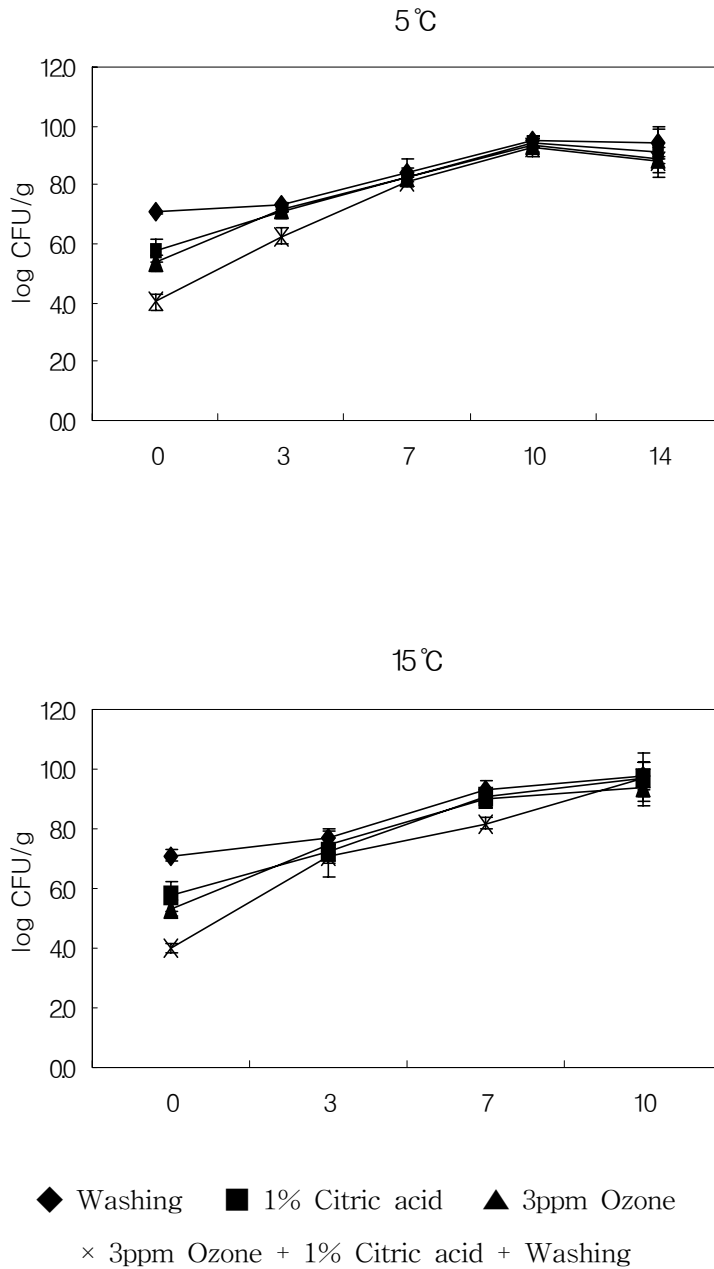 5℃
12.0
10.0
8.0
6.0
4.0
2.0
0.0
log CFU/g
0 3 7 10 14
15℃
12.0
10.0
8.0
6.0
4.0
2.0
0.0
log CFU/g
0 3 7 10
◆ Washing ■ 1% Citric acid ▲ 3ppm Ozone
× 3ppm Ozone + 1% Citric acid + Washing